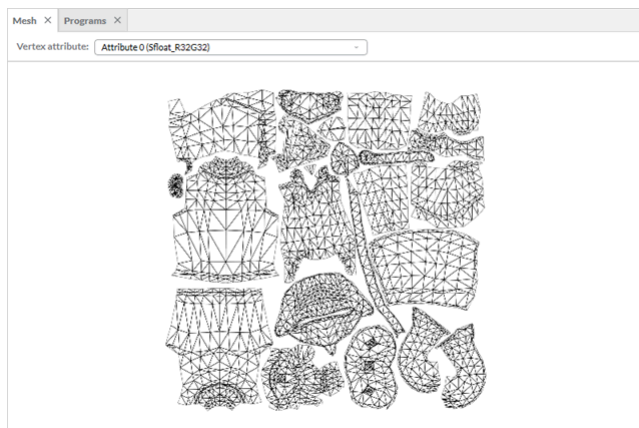 Mesh × Programs ×
Vertex attribute: Attribute 0 (Sfloat_R32G32)